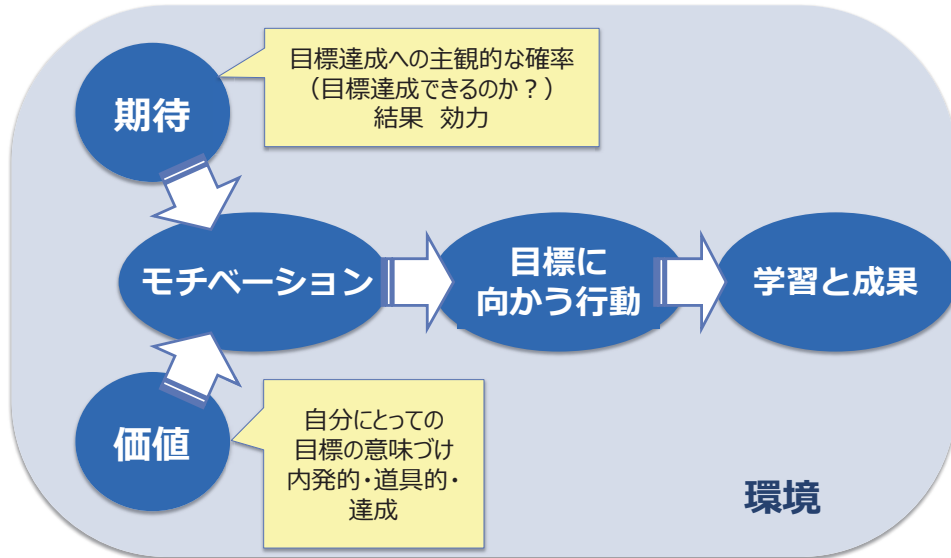 期待
目標達成への主観的な確率
（目標達成できるのか？）
結果　効力
モチベーション
目標に
向かう行動
学習と成果
価値
自分にとっての
目標の意味づけ
内発的・道具的・
達成
環境